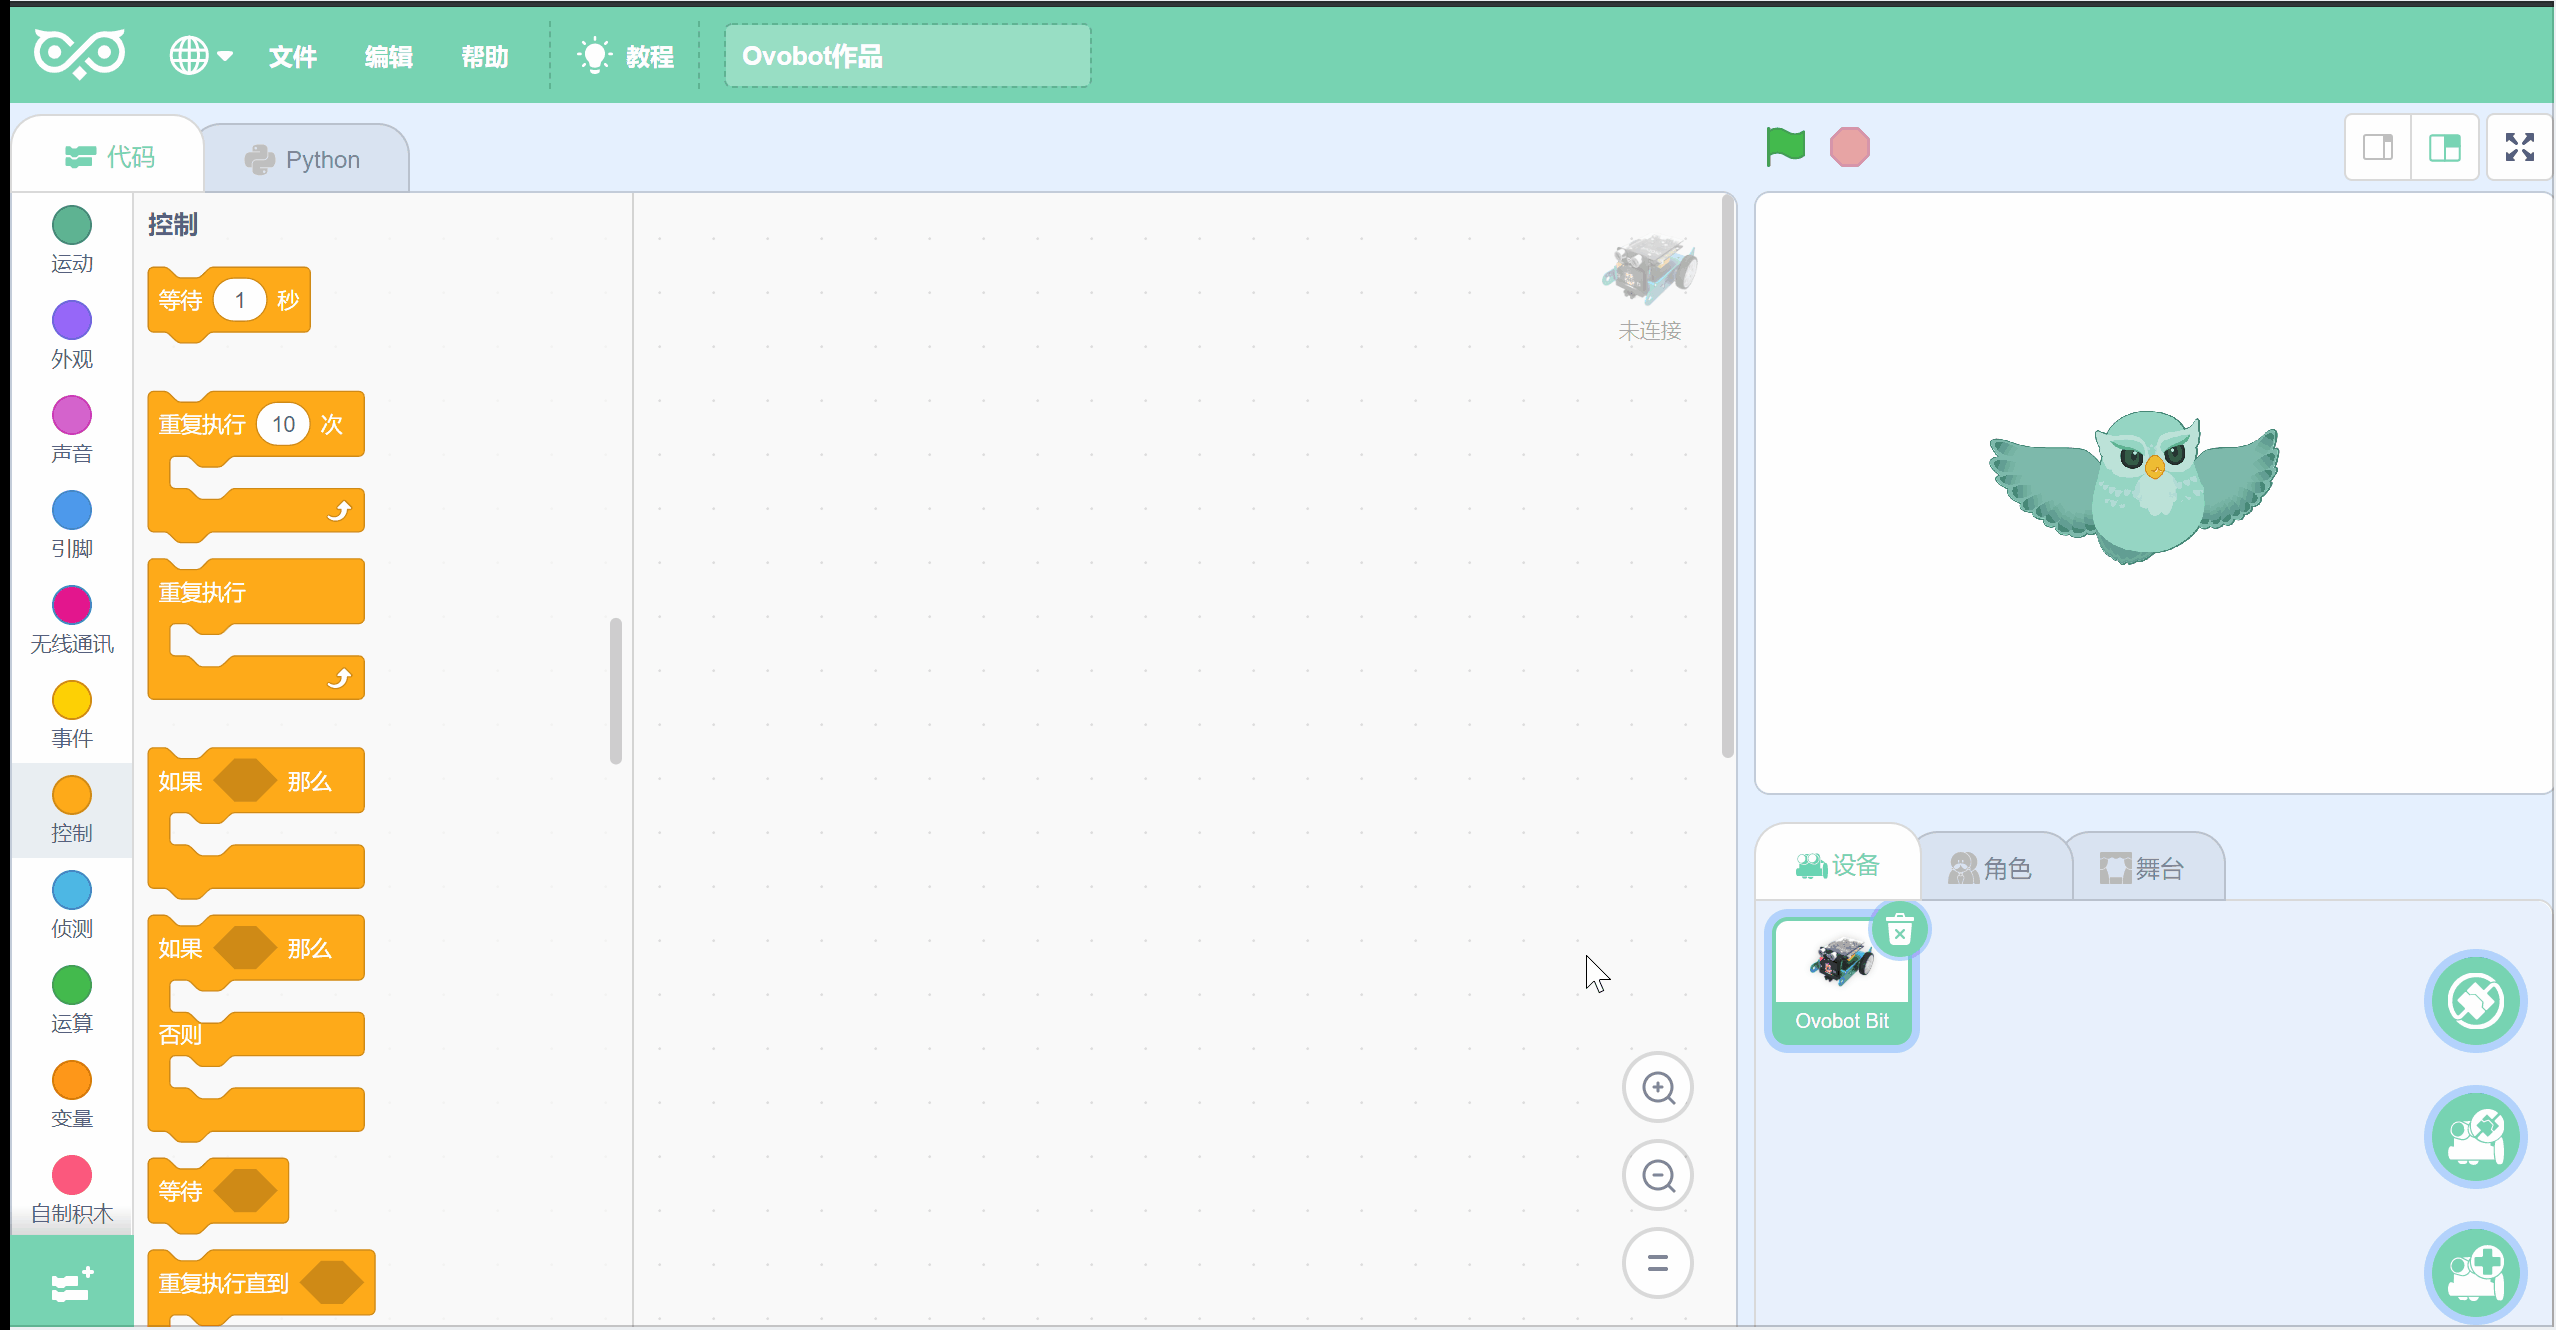 文件
编辑
帮助
教程
Ovobot作品
代码
Python
运动
外观
声音
引脚
无线通讯
事件
控制
侦测
运算
变量
自制积木
控制
等待 1 秒
重复执行 10 次
重复执行
如果 那么
如果 那么
否则
等待
重复执行直到
未连接
设备
角色
舞台
Ovobot Bit